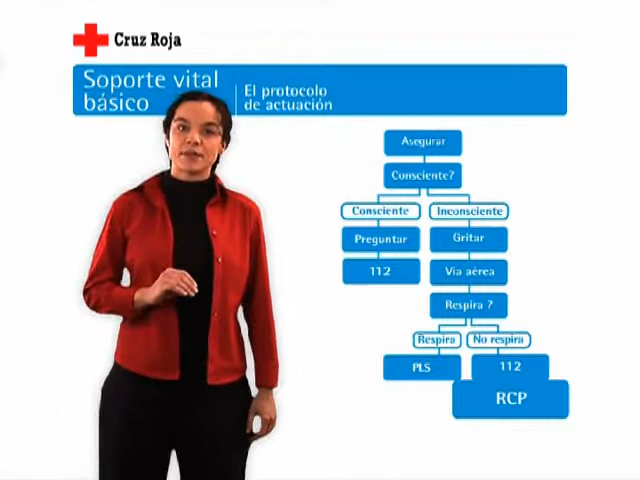 Cruz Roja
Soporte vital
básico
El protocolo
de actuación
Asegurar
Consciente?
Consciente
Inconsciente
Preguntar
Gritar
112
Via aérea
Respira ?
Respira
No respira
PLS
112
RCP